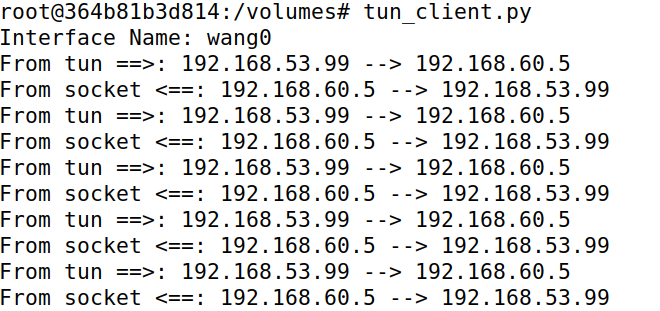 root@364b81b3d814:/volumes# tun_client.py
Interface Name: wang0
From tun ==>: 192.168.53.99 --> 192.168.60.5
From socket <==: 192.168.60.5 --> 192.168.53.99
From tun ==>: 192.168.53.99 --> 192.168.60.5
From socket <==: 192.168.60.5 --> 192.168.53.99
From tun ==>: 192.168.53.99 --> 192.168.60.5
From socket <==: 192.168.60.5 --> 192.168.53.99
From tun ==>: 192.168.53.99 --> 192.168.60.5
From socket <==: 192.168.60.5 --> 192.168.53.99
From tun ==>: 192.168.53.99 --> 192.168.60.5
From socket <==: 192.168.60.5 --> 192.168.53.99